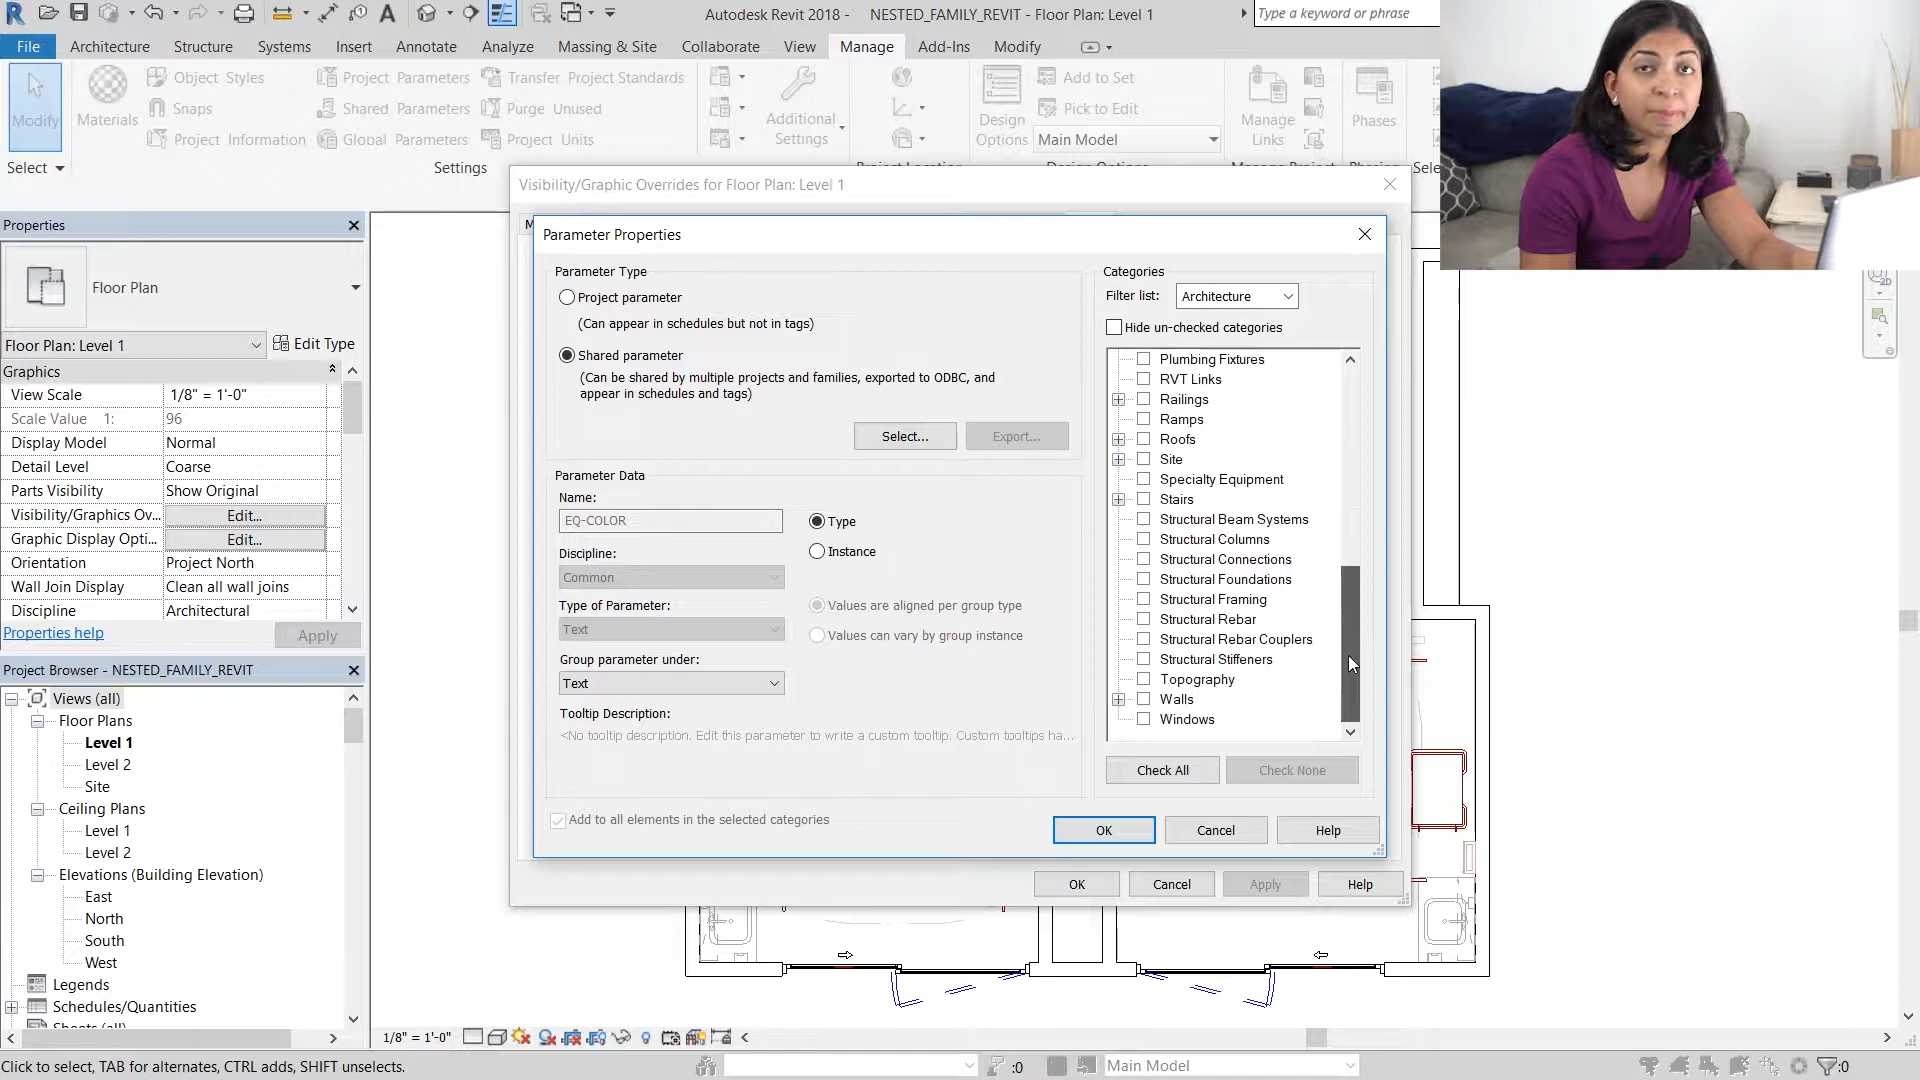 Autodesk Revit 2018 -     NESTED_FAMILY_REVIT - Floor Plan: Level 1
Type a keyword or phrase
File Architecture Structure Systems Insert Annotate Analyze Massing & Site Collaborate View Manage Add-Ins Modify
Modify
Materials
Object Styles
Snaps
Project Information
Project Parameters
Shared Parameters
Global Parameters
Transfer Project Standards
Purge Unused
Project Units
Additional
Settings
Design
Options
Add to Set
Pick to Edit
Main Model
Manage
Links
Phases
Select
Settings
Properties
Floor Plan
Floor Plan: Level 1
Edit Type
Graphics
View Scale 1/8" = 1'-0"
Scale Value 1: 96
Display Model Normal
Detail Level Coarse
Parts Visibility Show Original
Visibility/Graphics Ov... Edit...
Graphic Display Opti... Edit...
Orientation Project North
Wall Join Display Clean all wall joins
Discipline Architectural
Properties help
Apply
Project Browser - NESTED_FAMILY_REVIT
Views (all)
Floor Plans
Level 1
Level 2
Site
Ceiling Plans
Level 1
Level 2
Elevations (Building Elevation)
East
North
South
West
Legends
Schedules/Quantities
Sheets (all)
Visibility/Graphic Overrides for Floor Plan: Level 1
Parameter Properties
Parameter Type
Project parameter
(Can appear in schedules but not in tags)
Shared parameter
(Can be shared by multiple projects and families, exported to ODBC, and
appear in schedules and tags)
Select...
Export...
Parameter Data
Name:
EQ-COLOR
Discipline:
Common
Type of Parameter:
Text
Group parameter under:
Text
Tooltip Description:
<No tooltip description. Edit this parameter to write a custom tooltip. Custom tooltips ha...
Type
Instance
Values are aligned per group type
Values can vary by group instance
Add to all elements in the selected categories
Categories
Filter list: Architecture
Hide un-checked categories
Plumbing Fixtures
RVT Links
Railings
Ramps
Roofs
Site
Specialty Equipment
Stairs
Structural Beam Systems
Structural Columns
Structural Connections
Structural Foundations
Structural Framing
Structural Rebar
Structural Rebar Couplers
Structural Stiffeners
Topography
Walls
Windows
Check All
Check None
OK
Cancel
Help
OK
Cancel
Apply
Help
1/8" = 1'-0"
Click to select, TAB for alternates, CTRL adds, SHIFT unselects.
:0
Main Model
:0